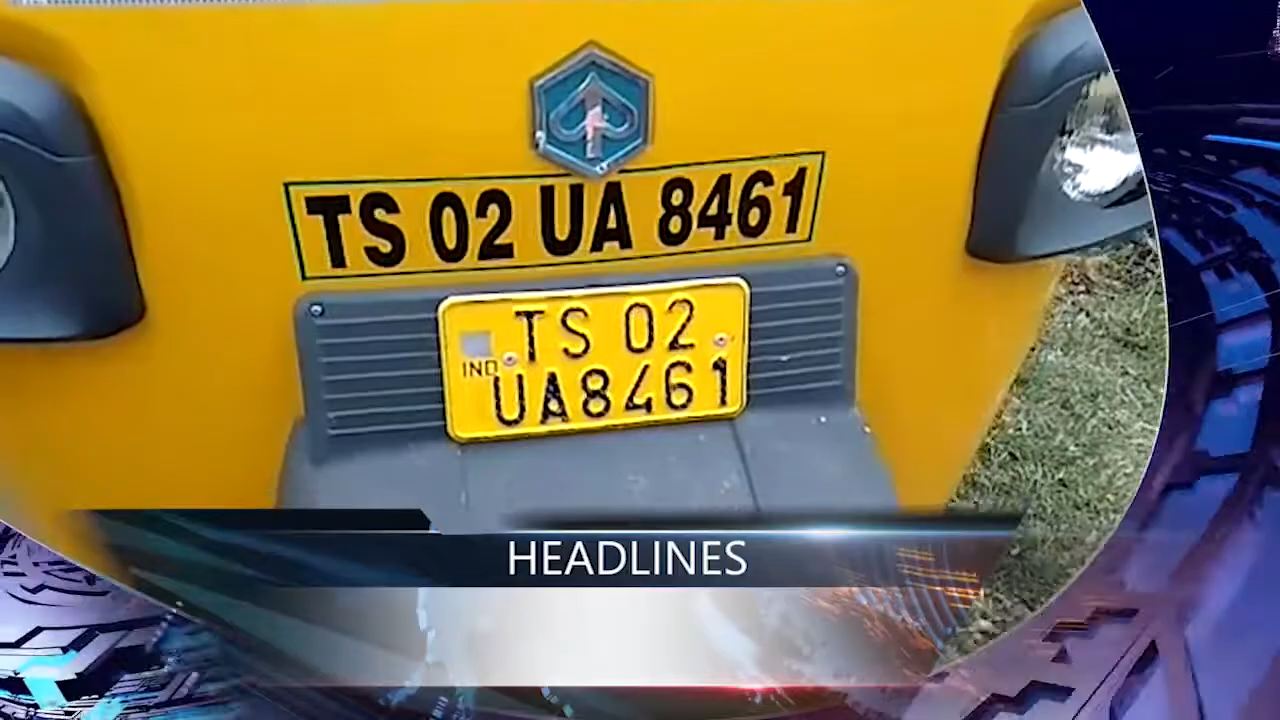 TS 02 UA 8461
TS 02
IND
UA8461
HEADLINES